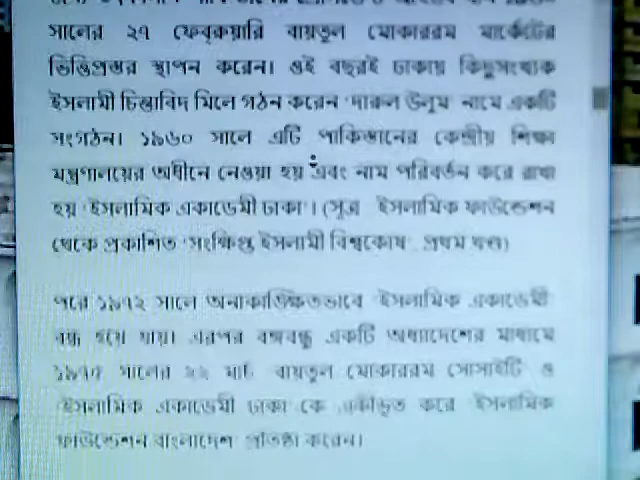 সালের ২৭ ফেব্রুয়ারি বায়তুল মোকাররম মার্কেটের
ভিত্তিপ্রস্তর স্থাপন করেন। ওই বছরই ঢাকায় কিছুসংখ্যক
ইসলামী চিন্তাবিদ মিলে গঠন করেন 'দারুল উলুম' নামে একটি
সংগঠন। ১৯৬০ সালে এটি পাকিস্তানের কেন্দ্রীয় শিক্ষা
মন্ত্রণালয়ের অধীনে নেওয়া হয় এবং নাম পরিবর্তন করে রাখা
হয় 'ইসলামিক একাডেমী ঢাকা'। (সূত্র ইসলামিক ফাউন্ডেশন
থেকে প্রকাশিত 'সংক্ষিপ্ত ইসলামী বিশ্বকোষ', প্রথম খণ্ড)
পরে ১৯৭২ সালে অনাকাঙ্ক্ষিতভাবে 'ইসলামিক একাডেমী'
বন্ধ হয়ে যায়। এরপর বঙ্গবন্ধু একটি অধ্যাদেশের মাধ্যমে
১৯৭৫ সালের ২২ মার্চ 'বায়তুল মোকাররম সোসাইটি' ও
'ইসলামিক একাডেমী ঢাকা'কে একীভূত করে 'ইসলামিক
ফাউন্ডেশন বাংলাদেশ' প্রতিষ্ঠা করেন।